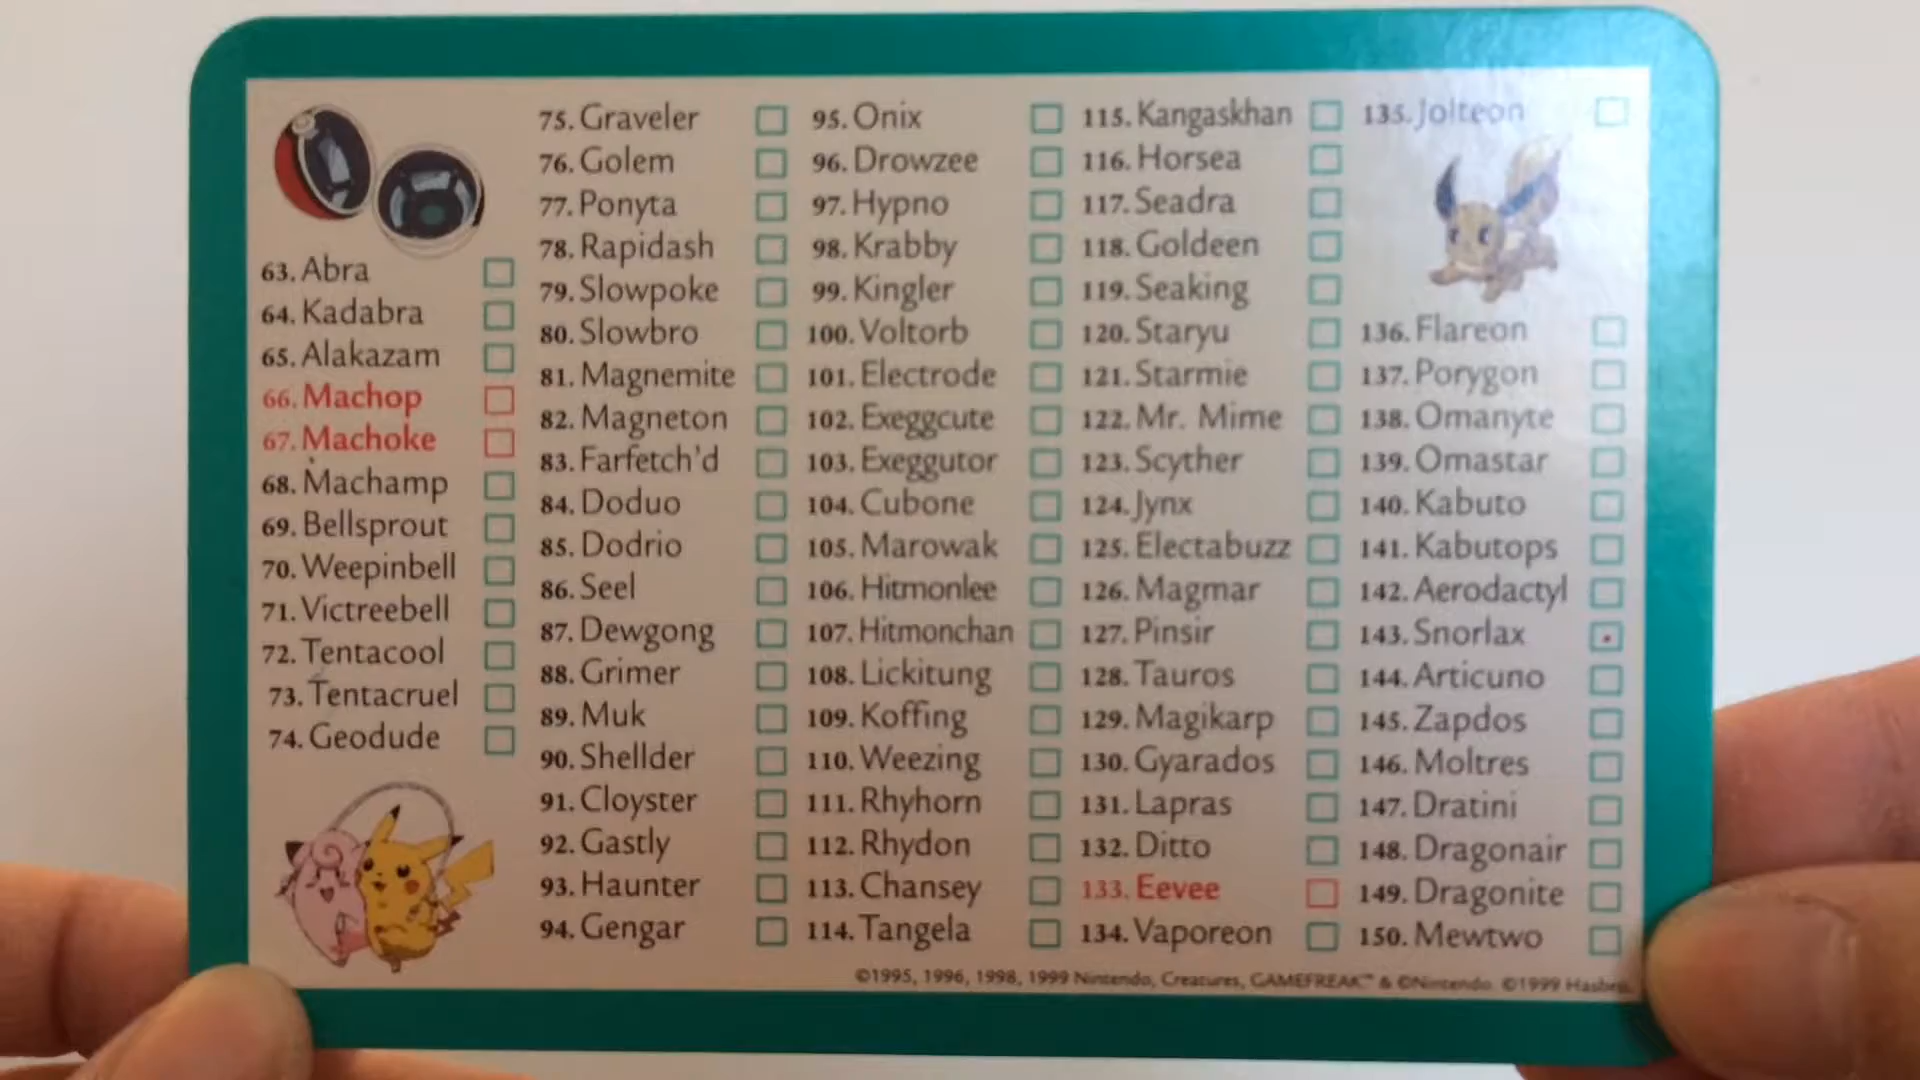 63. Abra
64. Kadabra
65. Alakazam
66. Machop
67. Machoke
68. Machamp
69. Bellsprout
70. Weepinbell
71. Victreebell
72. Tentacool
73. Tentacruel
74. Geodude
75. Graveler
76. Golem
77. Ponyta
78. Rapidash
79. Slowpoke
80. Slowbro
81. Magnemite
82. Magneton
83. Farfetch'd
84. Doduo
85. Dodrio
86. Seel
87. Dewgong
88. Grimer
89. Muk
90. Shellder
91. Cloyster
92. Gastly
93. Haunter
94. Gengar
95. Onix
96. Drowzee
97. Hypno
98. Krabby
99. Kingler
100. Voltorb
101. Electrode
102. Exeggcute
103. Exeggutor
104. Cubone
105. Marowak
106. Hitmonlee
107. Hitmonchan
108. Lickitung
109. Koffing
110. Weezing
111. Rhyhorn
112. Rhydon
113. Chansey
114. Tangela
115. Kangaskhan
116. Horsea
117. Seadra
118. Goldeen
119. Seaking
120. Staryu
121. Starmie
122. Mr. Mime
123. Scyther
124. Jynx
125. Electabuzz
126. Magmar
127. Pinsir
128. Tauros
129. Magikarp
130. Gyarados
131. Lapras
132. Ditto
133. Eevee
134. Vaporeon
135. Jolteon
136. Flareon
137. Porygon
138. Omanyte
139. Omastar
140. Kabuto
141. Kabutops
142. Aerodactyl
143. Snorlax
144. Articuno
145. Zapdos
146. Moltres
147. Dratini
148. Dragonair
149. Dragonite
150. Mewtwo
©1995, 1996, 1998, 1999 Nintendo, Creatures, GAMEFREAK™ & ©Nintendo. ©1999 Hasbro.